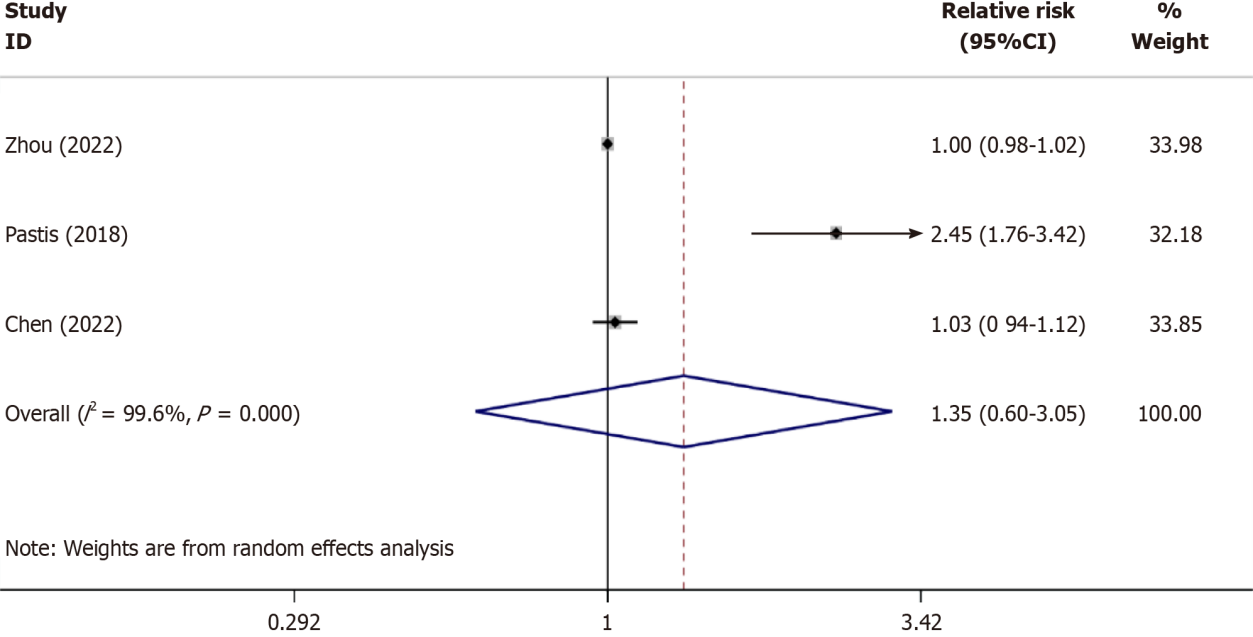 Study Relative risk %
ID (95%CI) Weight
Zhou (2022) 1.00 (0.98-1.02) 33.98
Pastis (2018) 2.45 (1.76-3.42) 32.18
Chen (2022) 1.03 (0 94-1.12) 33.85
Overall (I² = 99.6%, P = 0.000) 1.35 (0.60-3.05) 100.00
Note: Weights are from random effects analysis
0.292 1 3.42